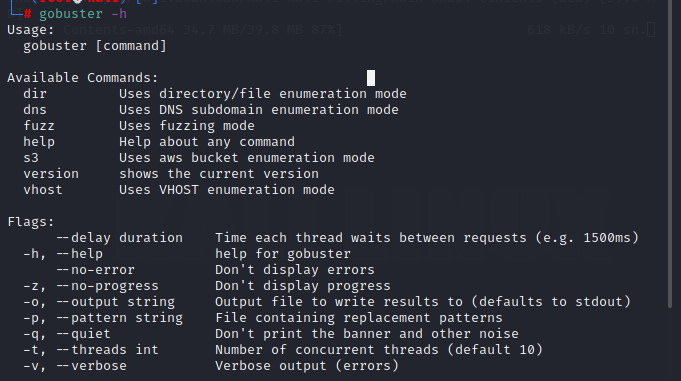 # gobuster -h
Usage: Contents-amd64 34,7 MB/39,8 MB 87%] 618 kB/s 10 sn.
gobuster [command]
Available Commands:
dir Uses directory/file enumeration mode
dns Uses DNS subdomain enumeration mode
fuzz Uses fuzzing mode
help Help about any command
s3 Uses aws bucket enumeration mode
version shows the current version
vhost Uses VHOST enumeration mode
Flags:
--delay duration Time each thread waits between requests (e.g. 1500ms)
-h, --help help for gobuster
--no-error Don't display errors
-z, --no-progress Don't display progress
-o, --output string Output file to write results to (defaults to stdout)
-p, --pattern string File containing replacement patterns
-q, --quiet Don't print the banner and other noise
-t, --threads int Number of concurrent threads (default 10)
-v, --verbose Verbose output (errors)